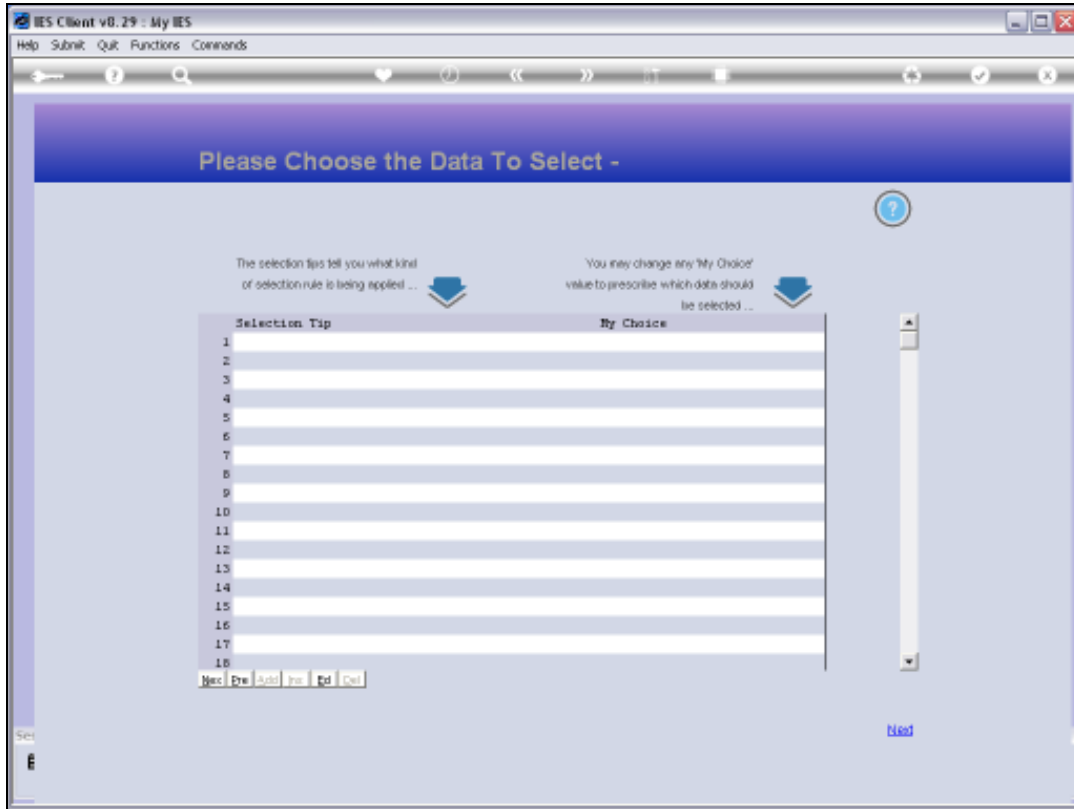 IES Client v8.29 : My IES
Help Submit Quit Functions Commands
Please Choose the Data To Select -
The selection tips tell you what kind
of selection rule is being applied ...
You may change any 'My Choice'
value to prescribe which data should
be selected ...
Selection Tip My Choice
1
2
3
4
5
6
7
8
9
10
11
12
13
14
15
16
17
18
Nex Pre Add Ins Ed Del
Next
Ses